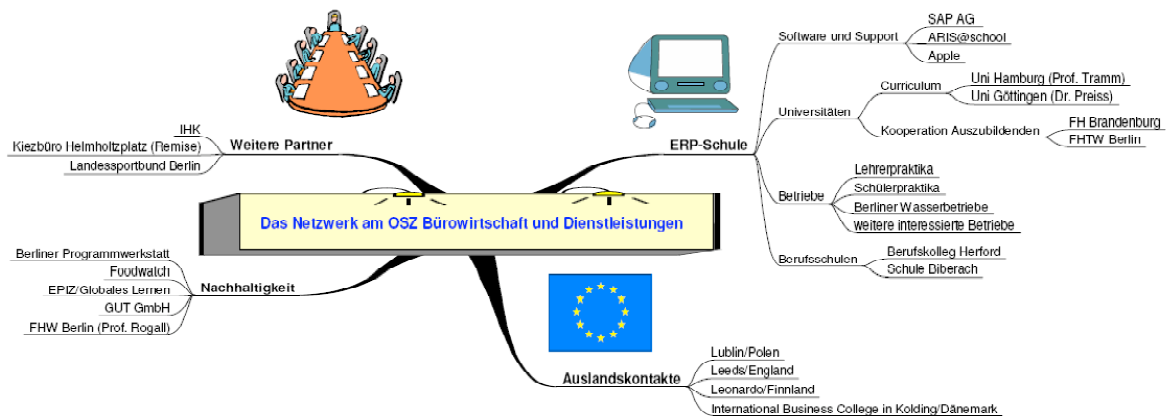 Das Netzwerk am OSZ Bürowirtschaft und Dienstleistungen
Weitere Partner
IHK
Kiezbüro Helmholtzplatz (Remise)
Landessportbund Berlin
Nachhaltigkeit
Berliner Programmwerkstatt
Foodwatch
EPIZ/Globales Lernen
GUT GmbH
FHW Berlin (Prof. Rogall)
ERP-Schule
Software und Support
SAP AG
ARIS@school
Apple
Universitäten
Curriculum
Uni Hamburg (Prof. Tramm)
Uni Göttingen (Dr. Preiss)
Kooperation Auszubildenden
FH Brandenburg
FHTW Berlin
Betriebe
Lehrerpraktika
Schülerpraktika
Berliner Wasserbetriebe
weitere interessierte Betriebe
Berufsschulen
Berufskolleg Herford
Schule Biberach
Auslandskontakte
Lublin/Polen
Leeds/England
Leonardo/Finnland
International Business College in Kolding/Dänemark